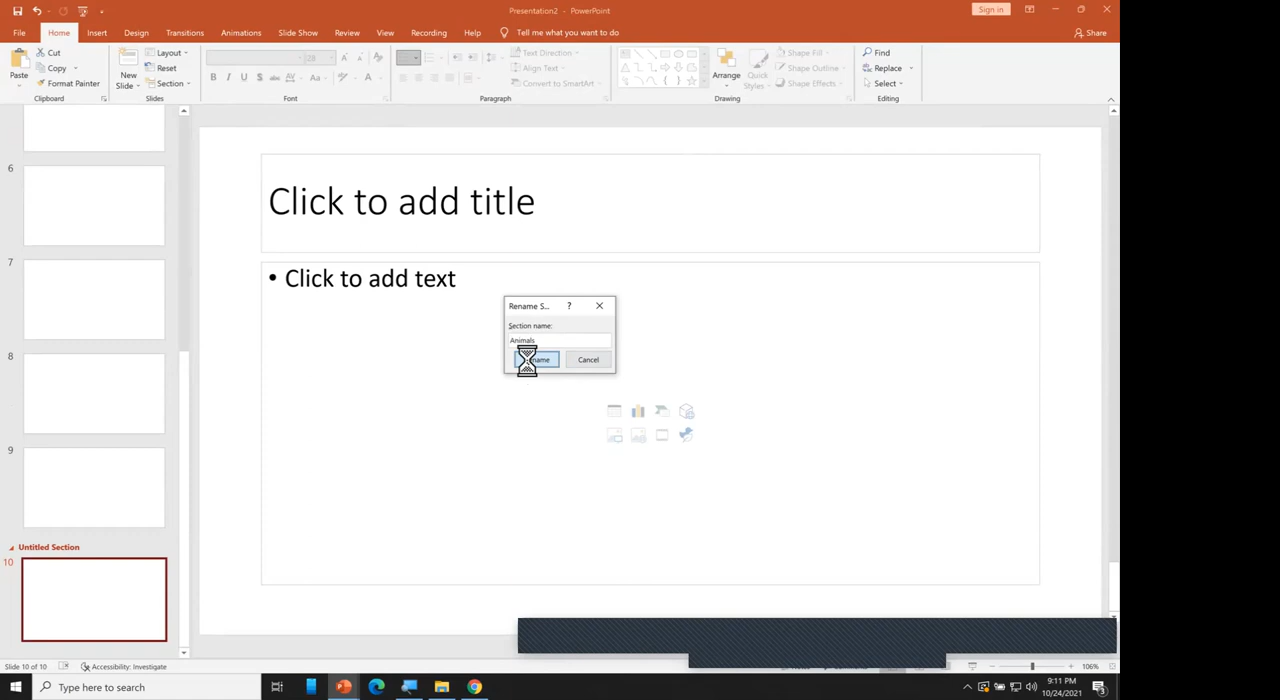 Presentation2 - PowerPoint
Sign in
File Home Insert Design Transitions Animations Slide Show Review View Recording Help Tell me what you want to do Share
Paste
Cut
Copy
Format Painter
Clipboard
New
Slide
Layout
Reset
Section
Slides
28
B I U S abc AV Aa A
Font
Text Direction
Align Text
Convert to SmartArt
Paragraph
Arrange
Quick
Styles
Shape Fill
Shape Outline
Shape Effects
Drawing
Find
Replace
Select
Editing
6
7
8
9
Untitled Section
10
Click to add title
• Click to add text
Rename S... ?
Section name:
Animals
Cancel
Slide 10 of 10 Accessibility: Investigate
106%
Type here to search
9:11 PM
10/24/2021
3